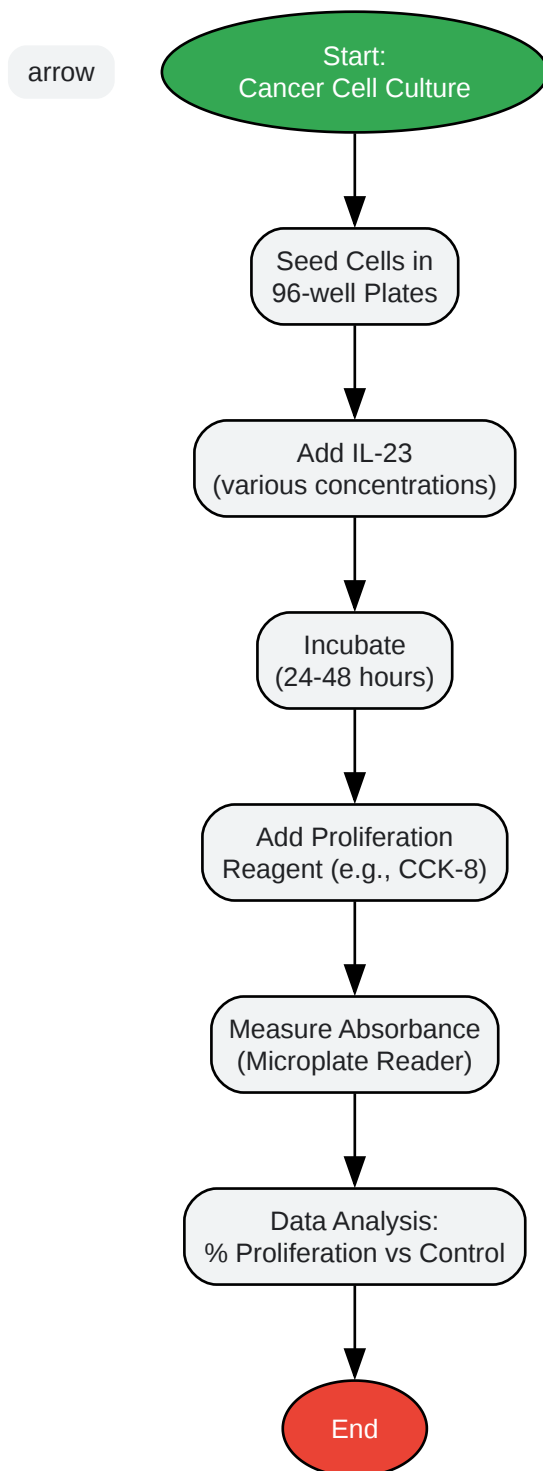 arrow
Start:
Cancer Cell Culture
Seed Cells in
96-well Plates
Add IL-23
(various concentrations)
Incubate
(24-48 hours)
Add Proliferation
Reagent (e.g., CCK-8)
Measure Absorbance
(Microplate Reader)
Data Analysis:
% Proliferation vs Control
End